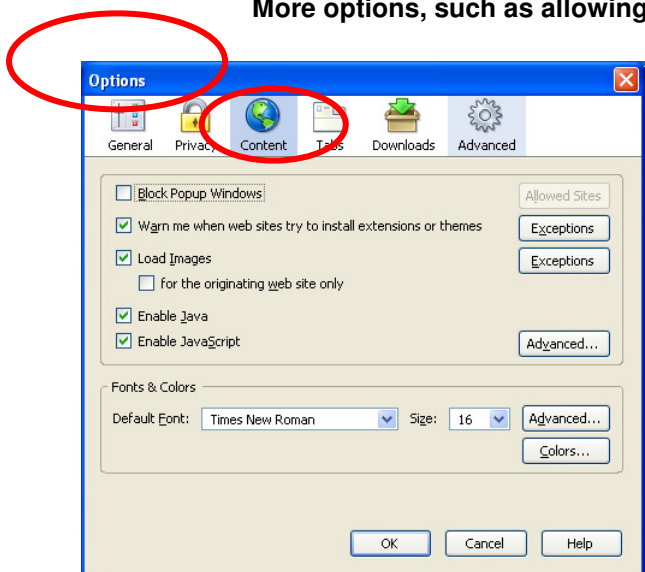 More options, such as allowing
Options
General Privacy Content Tabs Downloads Advanced
Block Popup Windows Allowed Sites
Warn me when web sites try to install extensions or themes Exceptions
Load Images Exceptions
for the originating web site only
Enable Java
Enable JavaScript Advanced...
Fonts & Colors
Default Font: Times New Roman Size: 16 Advanced...
Colors...
OK Cancel Help